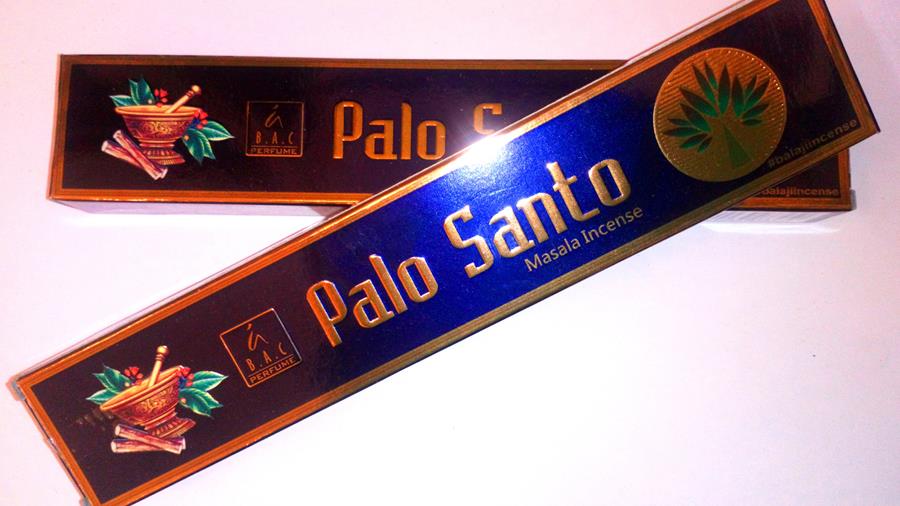 B.A.C
PERFUME
Palo
#balajiincense
Palo Santo
Masala Incense
B.A.C
PERFUME
balajiincense